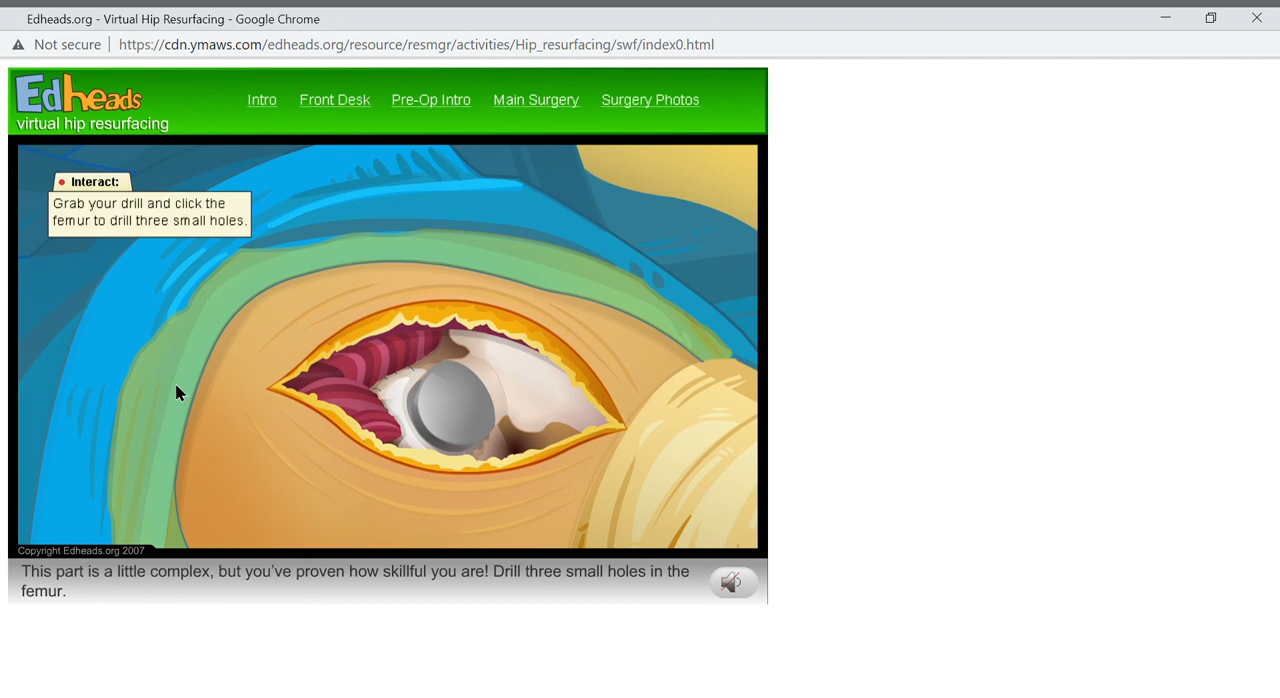 Edheads.org - Virtual Hip Resurfacing - Google Chrome
Not secure | https://cdn.ymaws.com/edheads.org/resource/resmgr/activities/Hip_resurfacing/swf/index0.html
Edheads
virtual hip resurfacing
Intro Front Desk Pre-Op Intro Main Surgery Surgery Photos
Interact:
Grab your drill and click the
femur to drill three small holes.
Copyright Edheads.org 2007
This part is a little complex, but you've proven how skillful you are! Drill three small holes in the
femur.